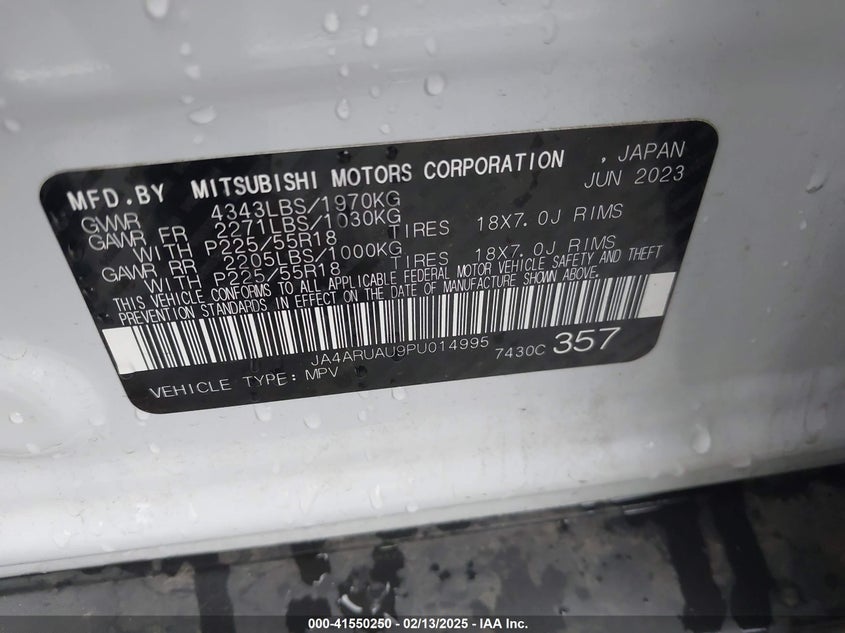 MFD.BY MITSUBISHI MOTORS CORPORATION , JAPAN
JUN 2023
GVWR 4343LBS/1970KG
GAWR FR 2271LBS/1030KG
WITH P225/55R18 TIRES 18X7.0J RIMS
GAWR RR 2205LBS/1000KG
WITH P225/55R18 TIRES 18X7.0J RIMS
THIS VEHICLE CONFORMS TO ALL APPLICABLE FEDERAL MOTOR VEHICLE SAFETY AND THEFT
PREVENTION STANDARDS IN EFFECT ON THE DATE OF MANUFACTURE SHOWN ABOVE.
JA4ARUAU9PU014995 7430C 357
VEHICLE TYPE: MPV
000-41550250 - 02/13/2025 - IAA Inc.